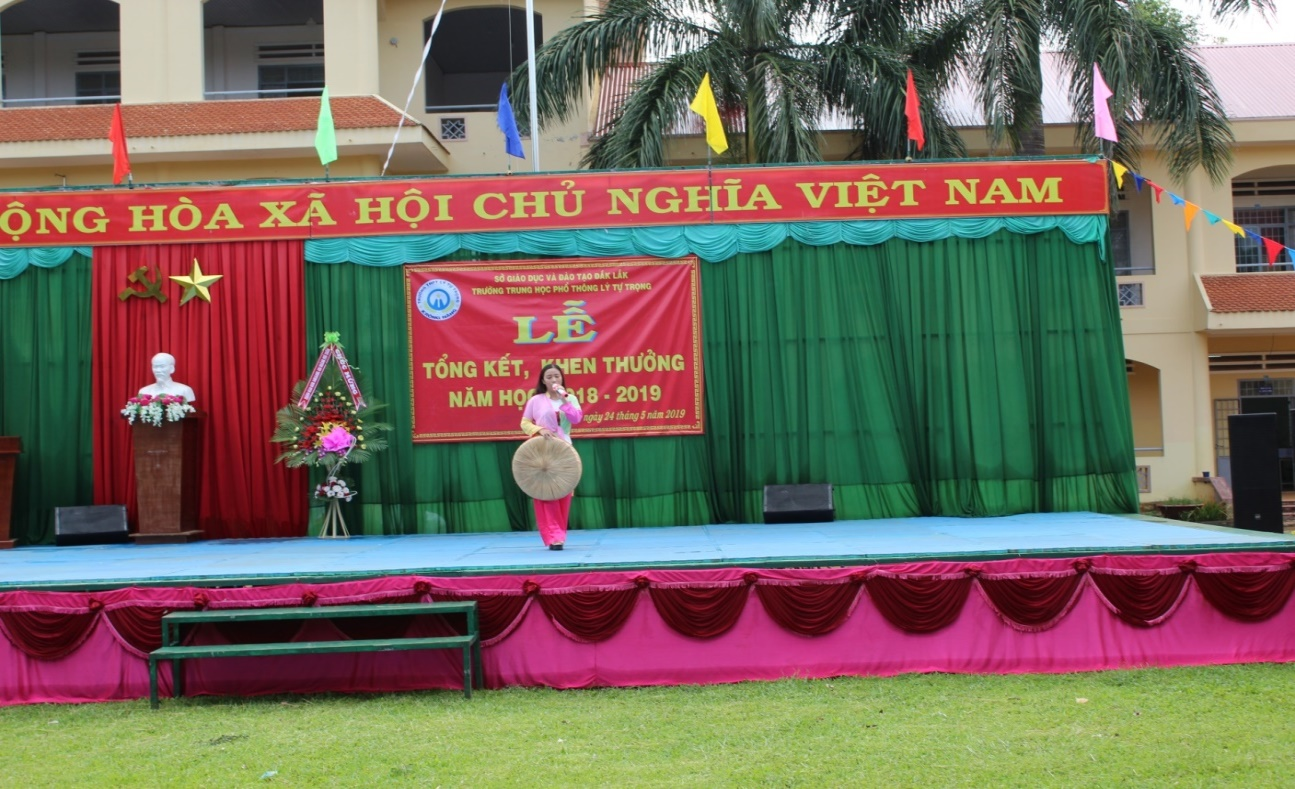 ỘNG HÒA XÃ HỘI CHỦ NGHĨA VIỆT NAM
SỞ GIÁO DỤC VÀ ĐÀO TẠO ĐẮK LẮK
TRƯỜNG TRUNG HỌC PHỔ THÔNG LÝ TỰ TRỌNG
LỄ
TỔNG KẾT, KHEN THƯỞNG
NĂM HỌC 2018 - 2019
ngày 24 tháng 5 năm 2019